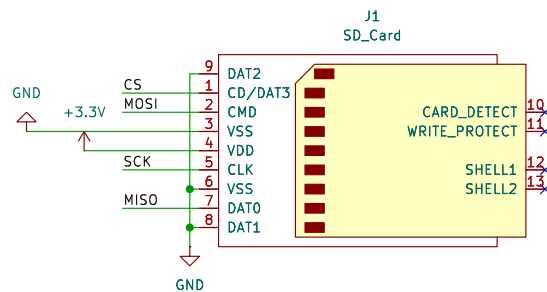 J1
SD_Card
9 DAT2
CS 1 CD/DAT3
GND MOSI 2 CMD CARD_DETECT 10
+3.3V 3 VSS WRITE_PROTECT 11
4 VDD
SCK 5 CLK SHELL1 12
6 VSS SHELL2 13
MISO 7 DAT0
8 DAT1
GND